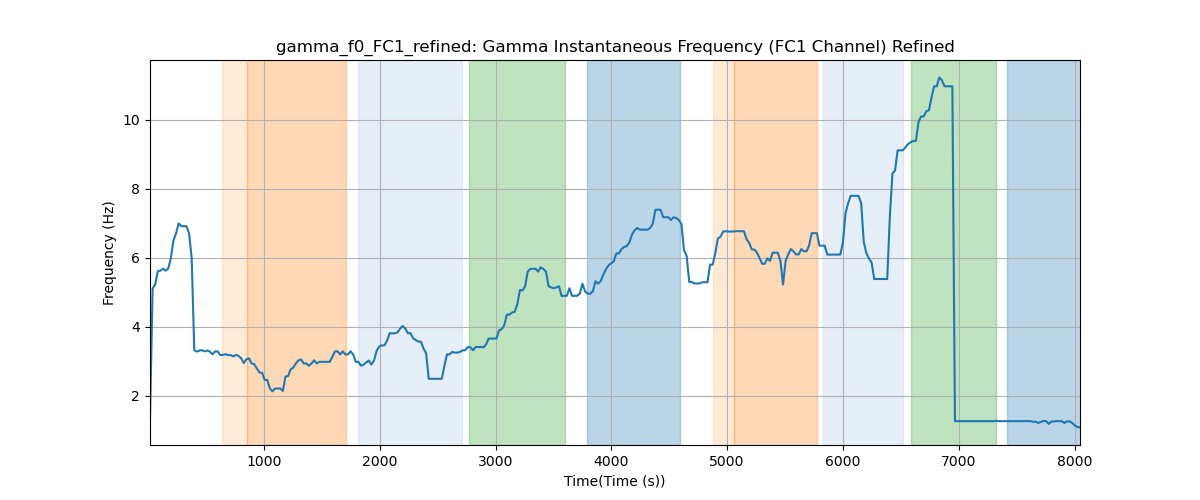 gamma_f0_FC1_refined: Gamma Instantaneous Frequency (FC1 Channel) Refined
Frequency (Hz)
10
8
6
4
2
1000 2000 3000 4000 5000 6000 7000 8000
Time(Time (s))